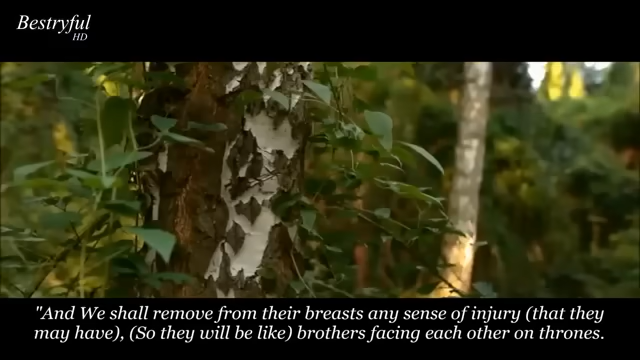 Bestryful
HD
"And We shall remove from their breasts any sense of injury (that they
may have), (So they will be like) brothers facing each other on thrones.